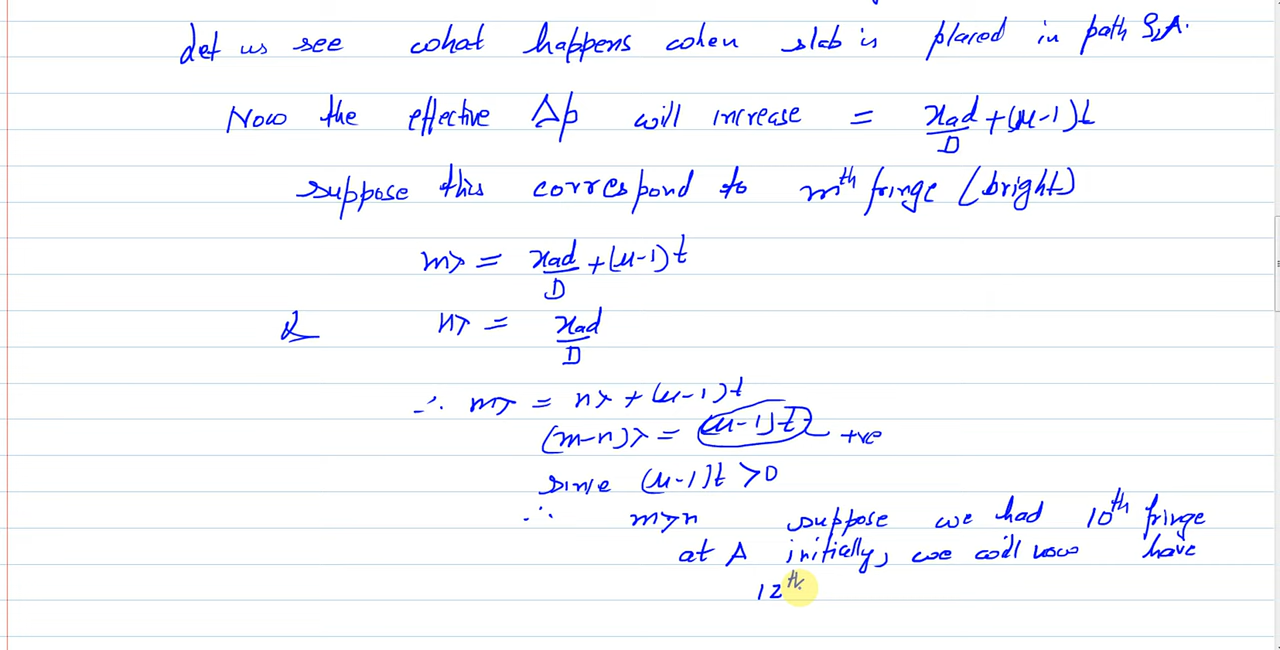 Let us see what happens when slab is placed in path S₂A.
Now the effective Δp will increase = xad/D + (μ-1)t
suppose this correspond to mth fringe (bright)
mλ = xad/D + (μ-1)t
& nλ = xad/D
∴ mλ = nλ + (μ-1)t
(m-n)λ = (μ-1)t +ve
since (μ-1)t >0
∴ m>n suppose we had 10th fringe
at A initially, we will now have
12th